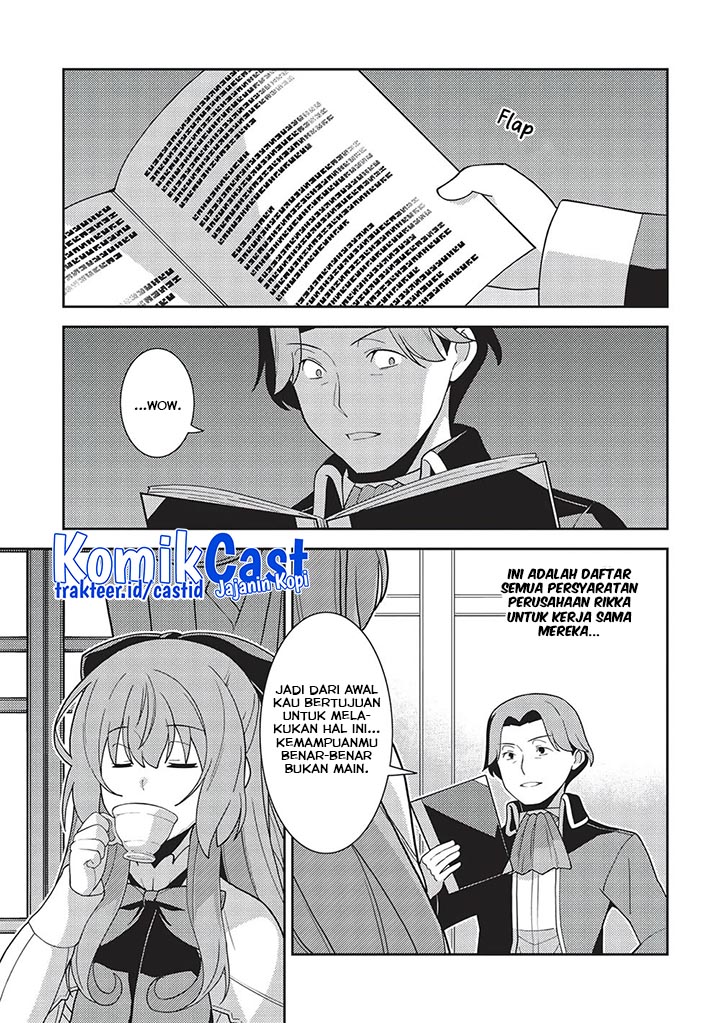 Flap
...WOW.
KomikCast
trakteer.id/castid Jajanin Kopi
INI ADALAH DAFTAR
SEMUA PERSYARATAN
PERUSAHAAN RIKKA
UNTUK KERJA SAMA
MEREKA...
JADI DARI AWAL
KAU BERTUJUAN
UNTUK MELA-
KUKAN HAL INI...
KEMAMPUANMU
BENAR-BENAR
BUKAN MAIN.